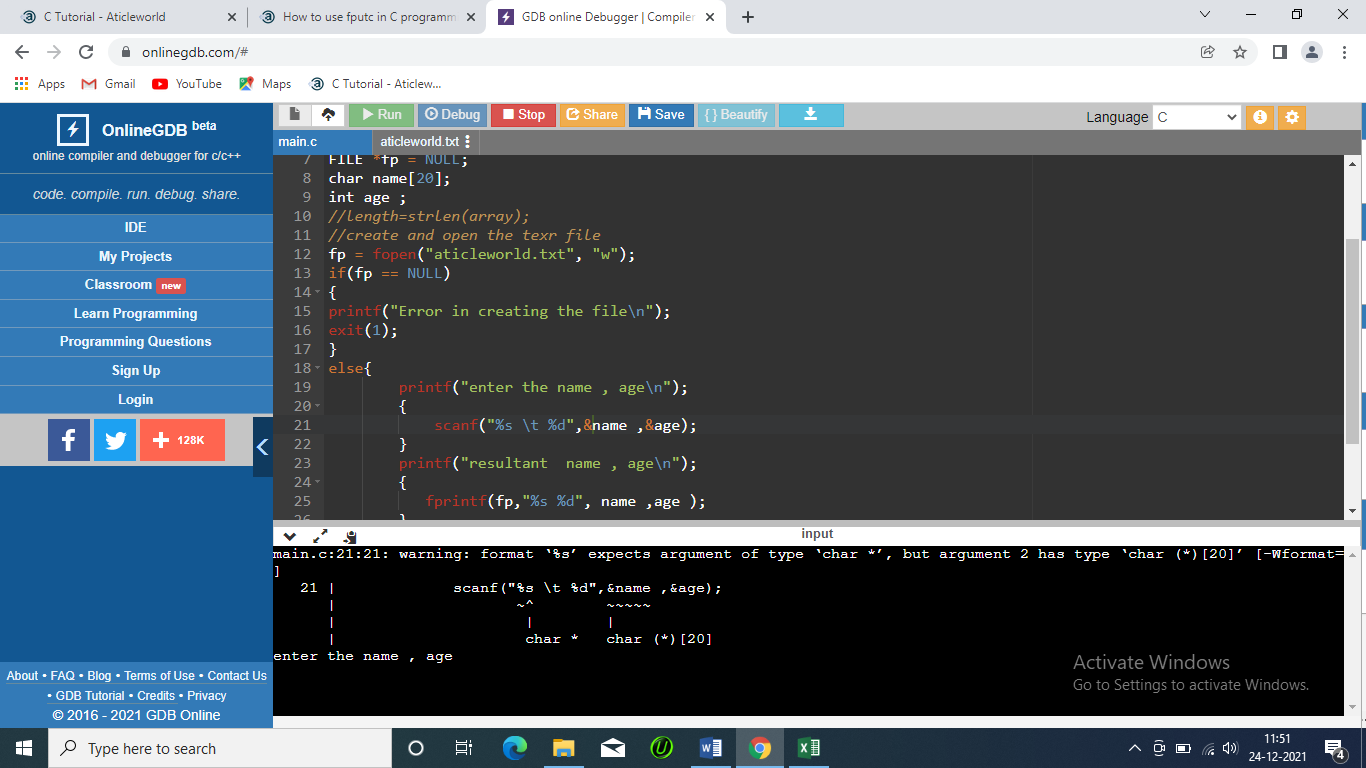 C Tutorial - Aticleworld
How to use fputc in C programm
GDB online Debugger | Compiler
onlinegdb.com/#
Apps Gmail YouTube Maps C Tutorial - Aticlew...
OnlineGDB beta
online compiler and debugger for c/c++
code. compile. run. debug. share.
IDE
My Projects
Classroom new
Learn Programming
Programming Questions
Sign Up
Login
128K
About • FAQ • Blog • Terms of Use • Contact Us
• GDB Tutorial • Credits • Privacy
© 2016 - 2021 GDB Online
Run Debug Stop Share Save {} Beautify
Language C
main.c aticleworld.txt
7 FILE *fp = NULL;
8 char name[20];
9 int age ;
10 //length=strlen(array);
11 //create and open the texr file
12 fp = fopen("aticleworld.txt", "w");
13 if(fp == NULL)
14 {
15 printf("Error in creating the file\n");
16 exit(1);
17 }
18 else{
19 printf("enter the name , age\n");
20 {
21 scanf("%s \t %d",&name ,&age);
22 }
23 printf("resultant  name , age\n");
24 {
25 fprintf(fp,"%s %d", name ,age );
26 }
input
main.c:21:21: warning: format ‘%s’ expects argument of type ‘char *’, but argument 2 has type ‘char (*)[20]’ [-Wformat=
]
21 | scanf("%s \t %d",&name ,&age);
| ~^ ~~~~~
| | |
| char * char (*)[20]
enter the name , age
Activate Windows
Go to Settings to activate Windows.
Type here to search
11:51
24-12-2021
4